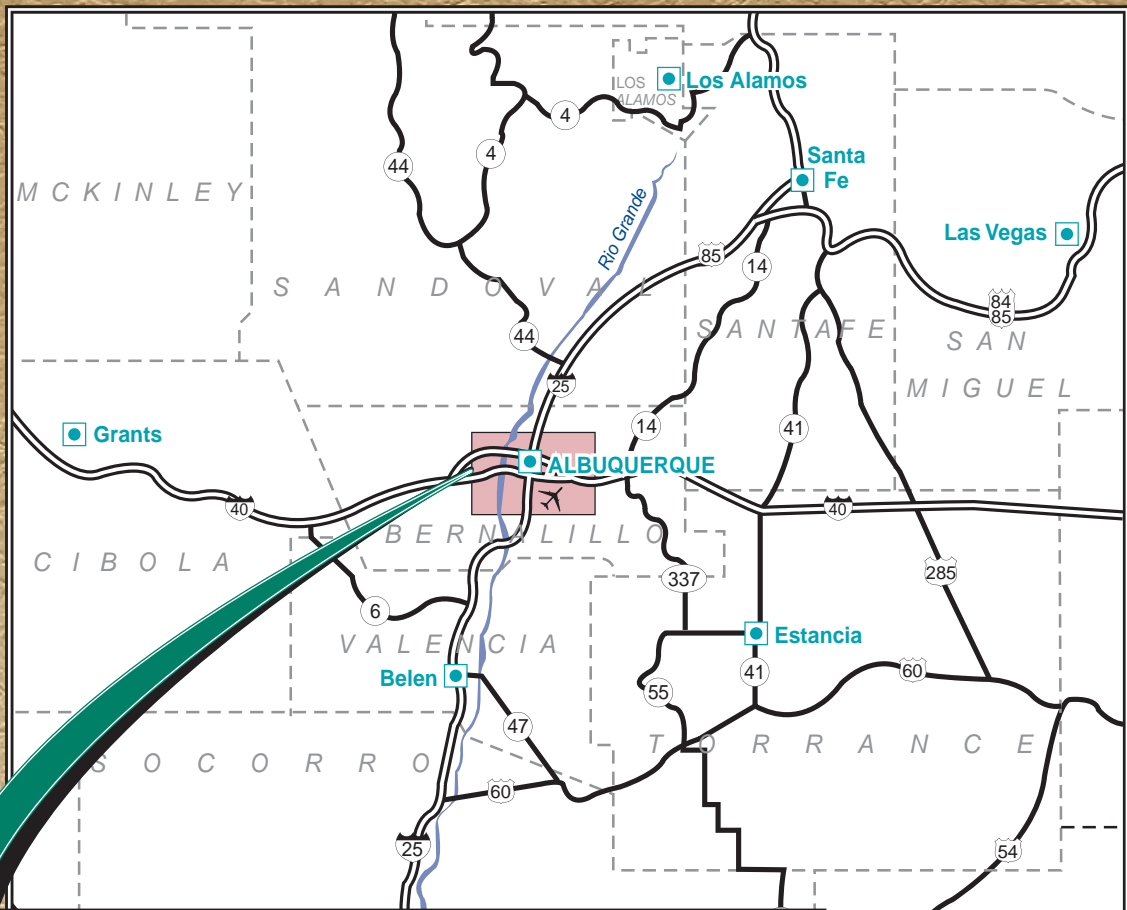 LOS
ALAMOS
Los Alamos
4
4
44
Santa
Fe
MCKINLEY
Rio Grande
Las Vegas
85
14
SANDOVAL
84
85
SANTA FE
SAN
MIGUEL
44
25
14
41
Grants
ALBUQUERQUE
40
40
BERNALILLO
CIBOLA
285
337
6
VALENCIA
Estancia
Belen
41
60
55
47
TORRANCE
SOCORRO
60
25
54